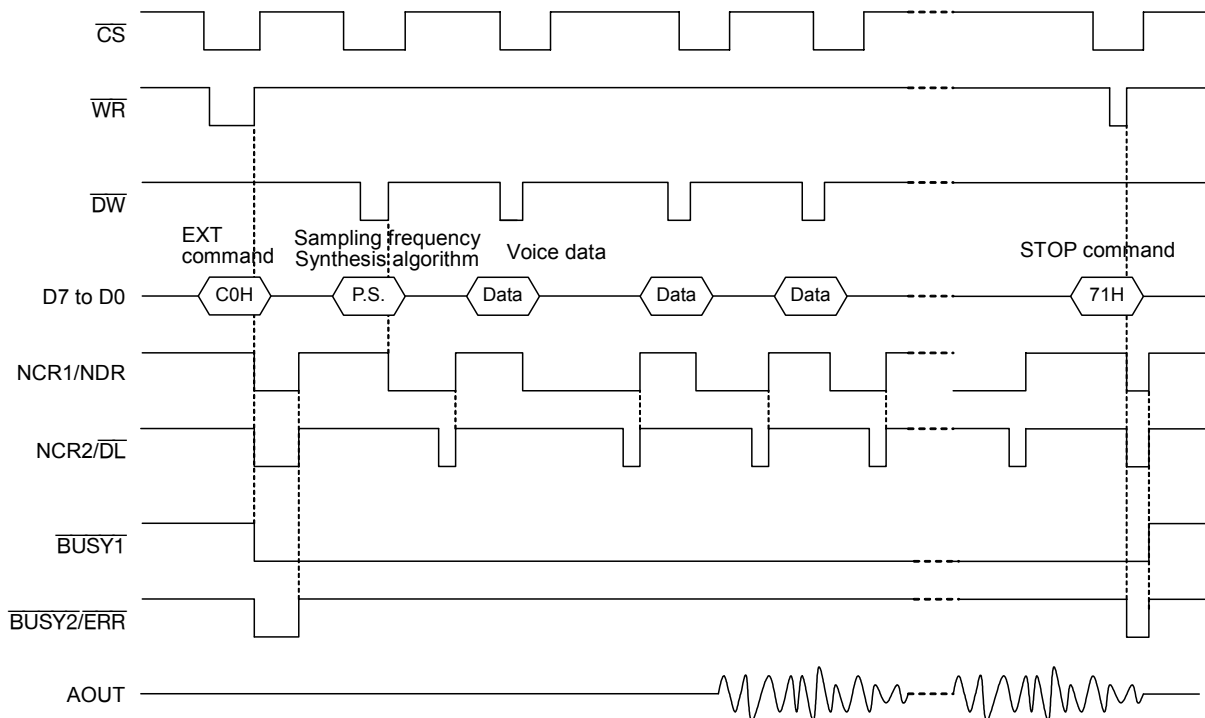 CS
WR
DW
EXT command
Sampling frequency
Synthesis algorithm
Voice data
STOP command
D7 to D0
C0H
P.S.
Data
Data
Data
71H
NCR1/NDR
NCR2/DL
BUSY1
BUSY2/ERR
AOUT